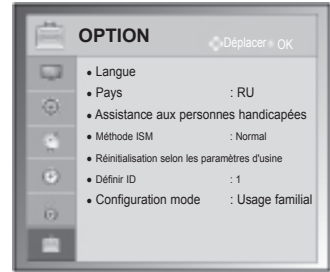 OPTION
Déplacer OK
• Langue
• Pays : RU
• Assistance aux personnes handicapées
• Méthode ISM : Normal
• Réinitialisation selon les paramètres d'usine
• Définir ID : 1
• Configuration mode : Usage familial